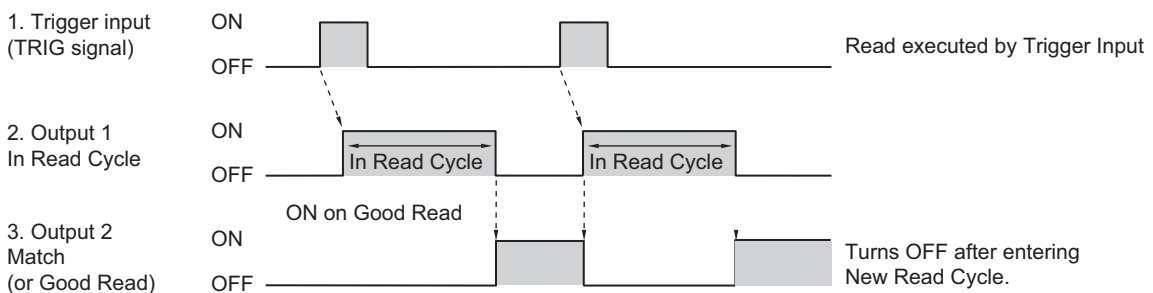 1. Trigger input
(TRIG signal)
ON
OFF
Read executed by Trigger Input
2. Output 1
In Read Cycle
ON
OFF
In Read Cycle
In Read Cycle
ON on Good Read
3. Output 2
Match
(or Good Read)
ON
OFF
Turns OFF after entering
New Read Cycle.